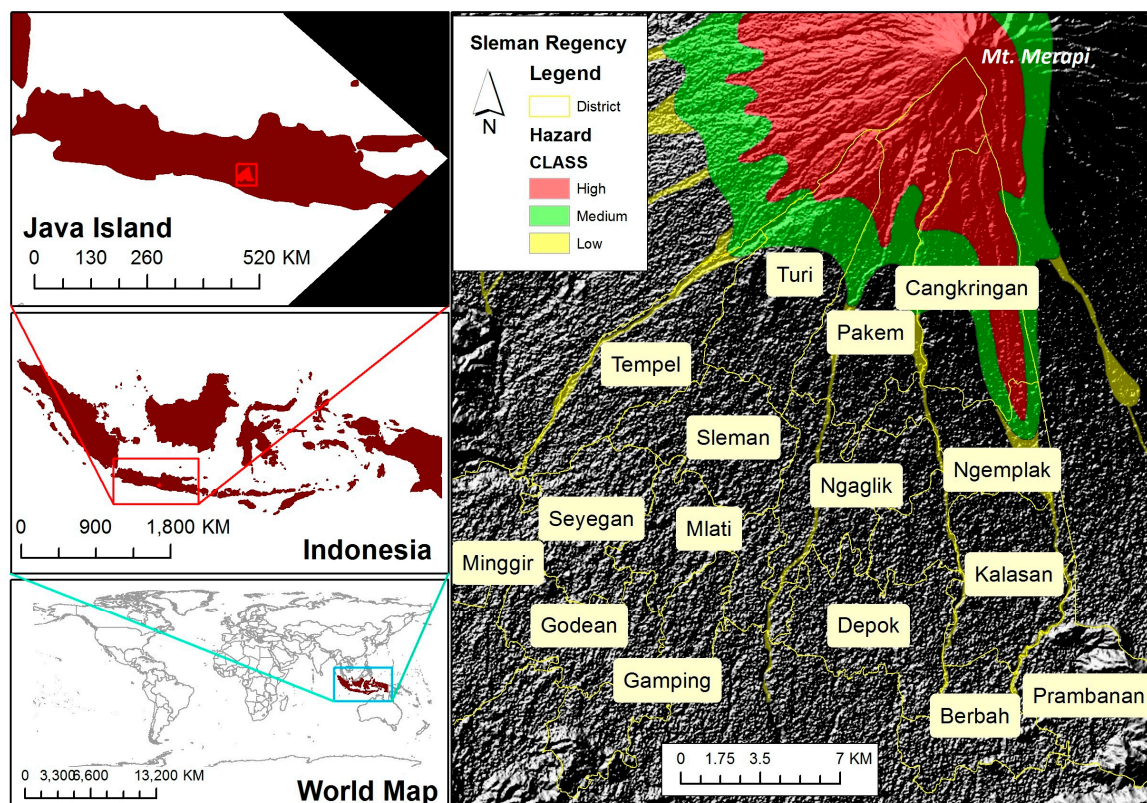 Java Island
0 130 260 520 KM
0 900 1,800 KM
Indonesia
0 3,300 6,600 13,200 KM
World Map
Sleman Regency
Legend
District
N
Hazard
CLASS
High
Medium
Low
Mt. Merapi
Turi
Cangkringan
Pakem
Tempel
Sleman
Ngaglik
Ngemplak
Seyegan
Mlati
Minggir
Kalasan
Godean
Depok
Gamping
Prambanan
Berbah
0 1.75 3.5 7 KM